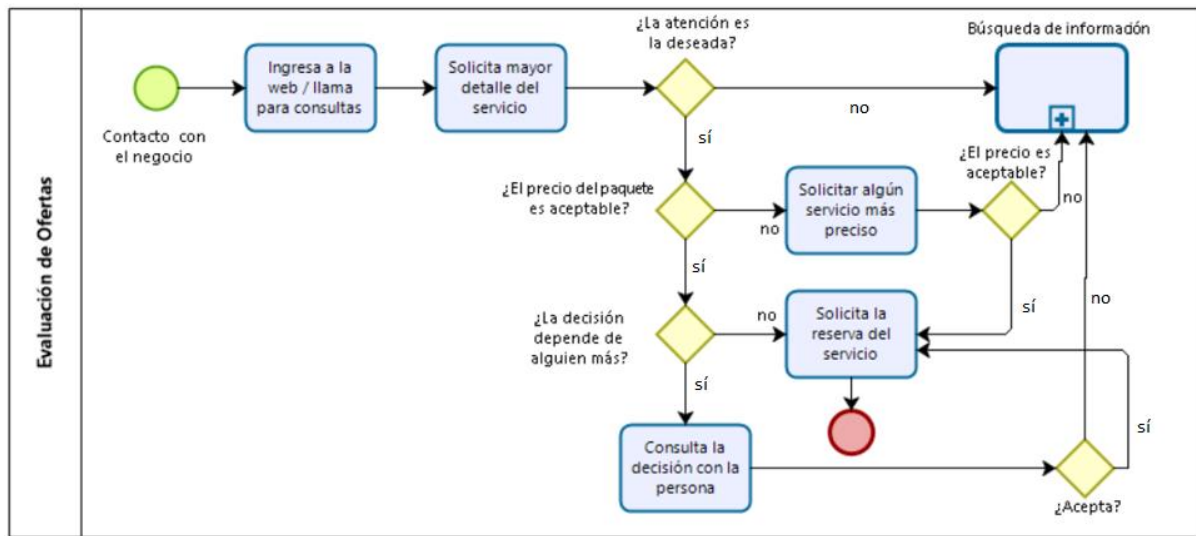 Evaluación de Ofertas
Contacto con
el negocio
Ingresa a la
web / llama
para consultas
Solicita mayor
detalle del
servicio
¿La atención es
la deseada?
no
sí
Búsqueda de información
¿El precio del paquete
es aceptable?
no
sí
Solicitar algún
servicio más
preciso
¿El precio es
aceptable?
no
sí
¿La decisión
depende de
alguien más?
no
sí
Solicita la
reserva del
servicio
Consulta la
decisión con la
persona
¿Acepta?
no
sí